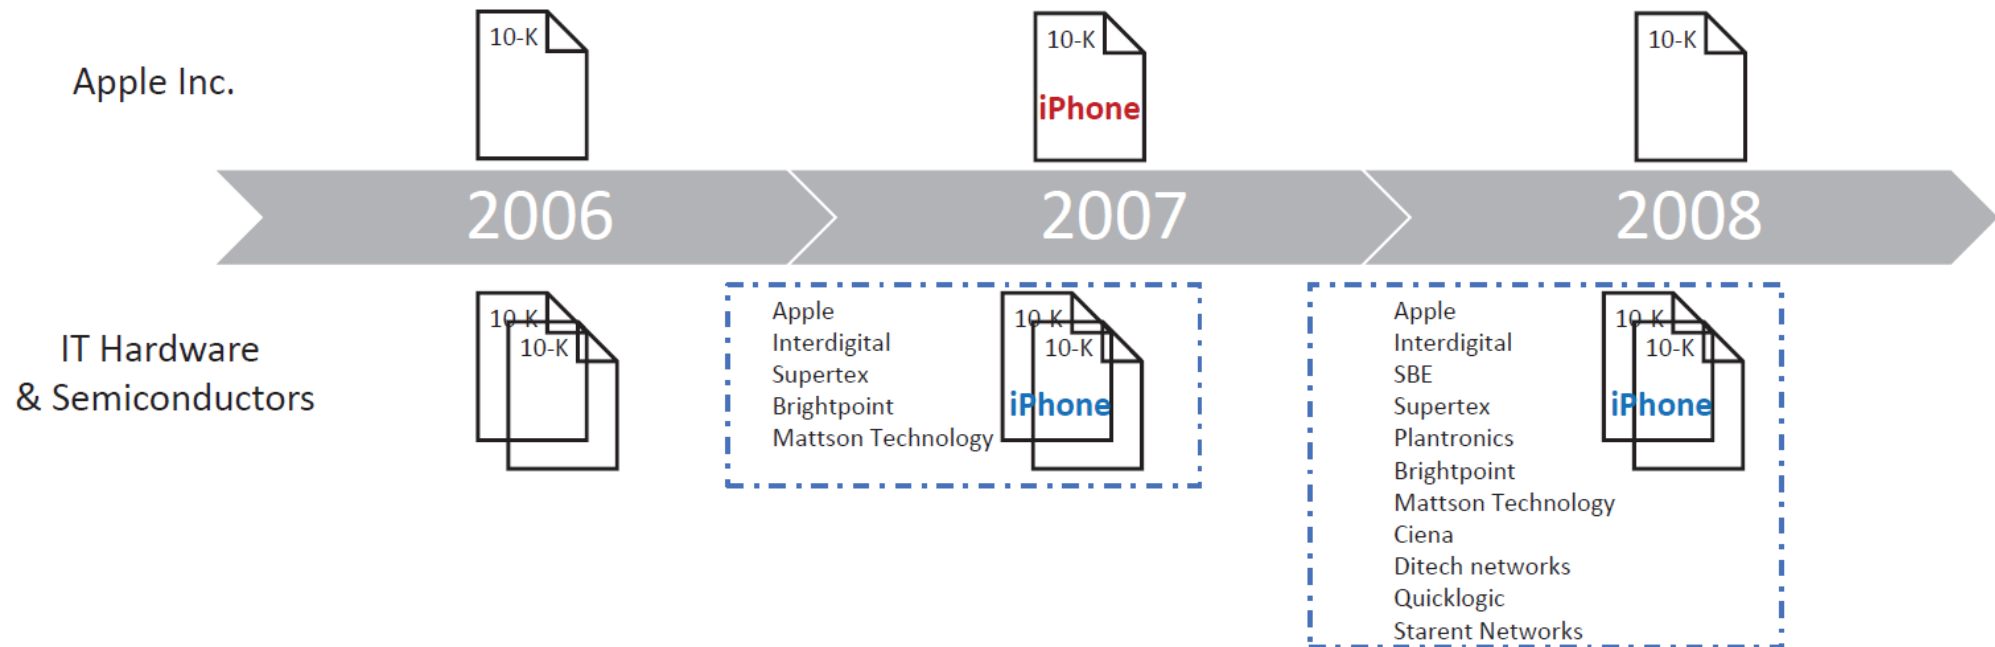 10-K
10-K
10-K
Apple Inc.
iPhone
2006
2007
2008
IT Hardware
& Semiconductors
10-K
10-K
Apple
Interdigital
Supertex
Brightpoint
Mattson Technology
10-K
10-K
iPhone
Apple
Interdigital
SBE
Supertex
Plantronics
Brightpoint
Mattson Technology
Ciena
Ditech networks
Quicklogic
Starent Networks
10-K
10-K
iPhone